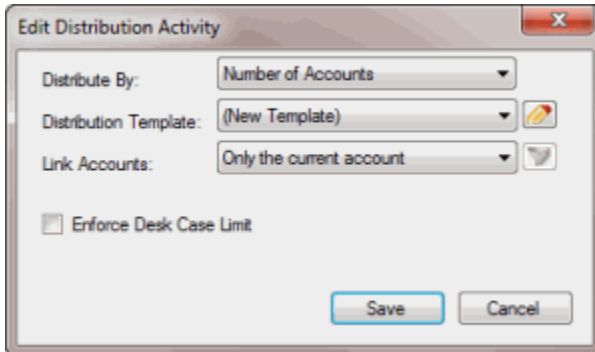 Edit Distribution Activity
Distribute By: Number of Accounts
Distribution Template: (New Template)
Link Accounts: Only the current account
Enforce Desk Case Limit
Save Cancel